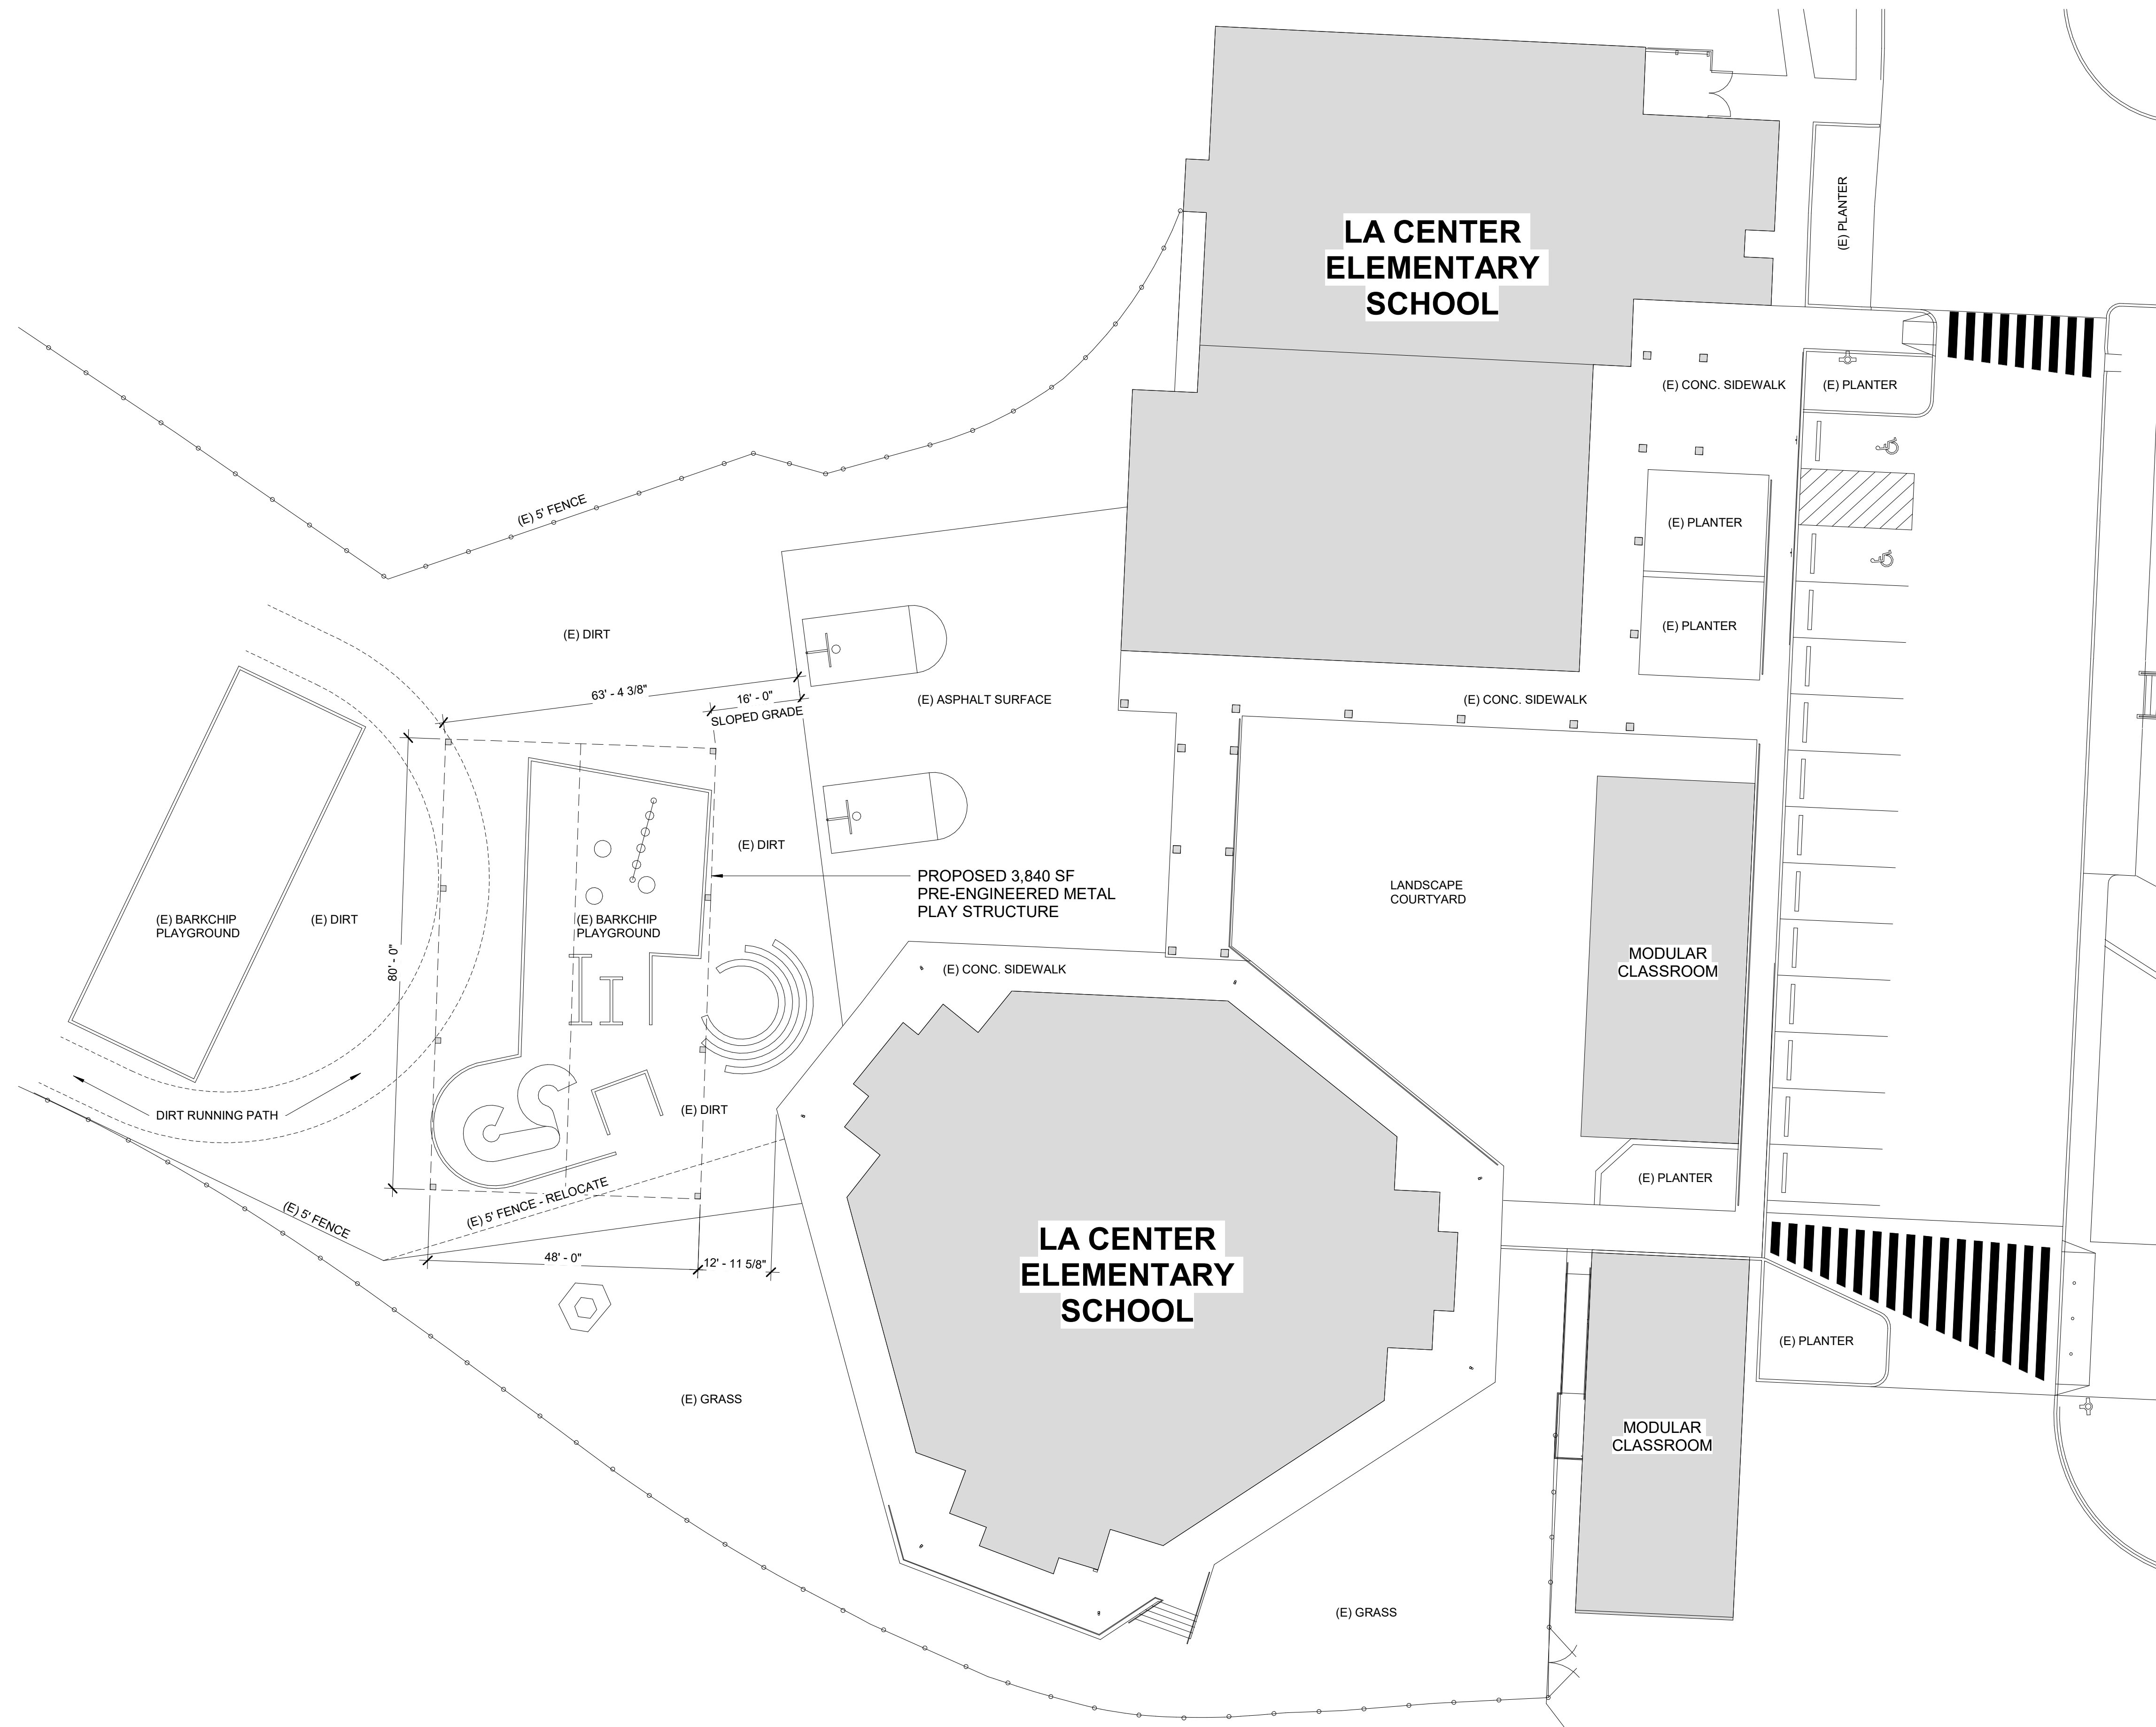 LA CENTER
ELEMENTARY
SCHOOL
(E) PLANTER
(E) CONC. SIDEWALK
(E) PLANTER
(E) 5' FENCE
(E) PLANTER
(E) DIRT
(E) PLANTER
63' - 4 3/8"
16' - 0"
SLOPED GRADE
(E) ASPHALT SURFACE
(E) CONC. SIDEWALK
(E) DIRT
PROPOSED 3,840 SF
PRE-ENGINEERED METAL
PLAY STRUCTURE
LANDSCAPE
COURTYARD
(E) BARKCHIP
PLAYGROUND
(E) DIRT
(E) BARKCHIP
PLAYGROUND
80' - 0"
(E) CONC. SIDEWALK
MODULAR
CLASSROOM
DIRT RUNNING PATH
(E) DIRT
(E) PLANTER
(E) 5' FENCE
(E) 5' FENCE - RELOCATE
48' - 0"
12' - 11 5/8"
LA CENTER
ELEMENTARY
SCHOOL
(E) PLANTER
(E) GRASS
MODULAR
CLASSROOM
(E) GRASS